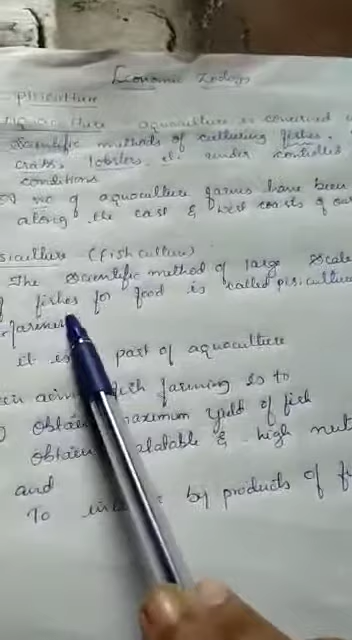 Economic Zoology
Pisciculture
aquaculture aquaculture is concerned
Scientific methods of culturing fishes,
crabs, lobsters, etc under controlled
conditions
no of aquaculture farms have been
along the east & west coasts of our
(Fish culture)
The scientific method of large scale
fishes for food is called pisciculture
it is part of aquaculture
fish farming is to
obtain maximum yield of fish
obtain palatable & high
and
To by products of